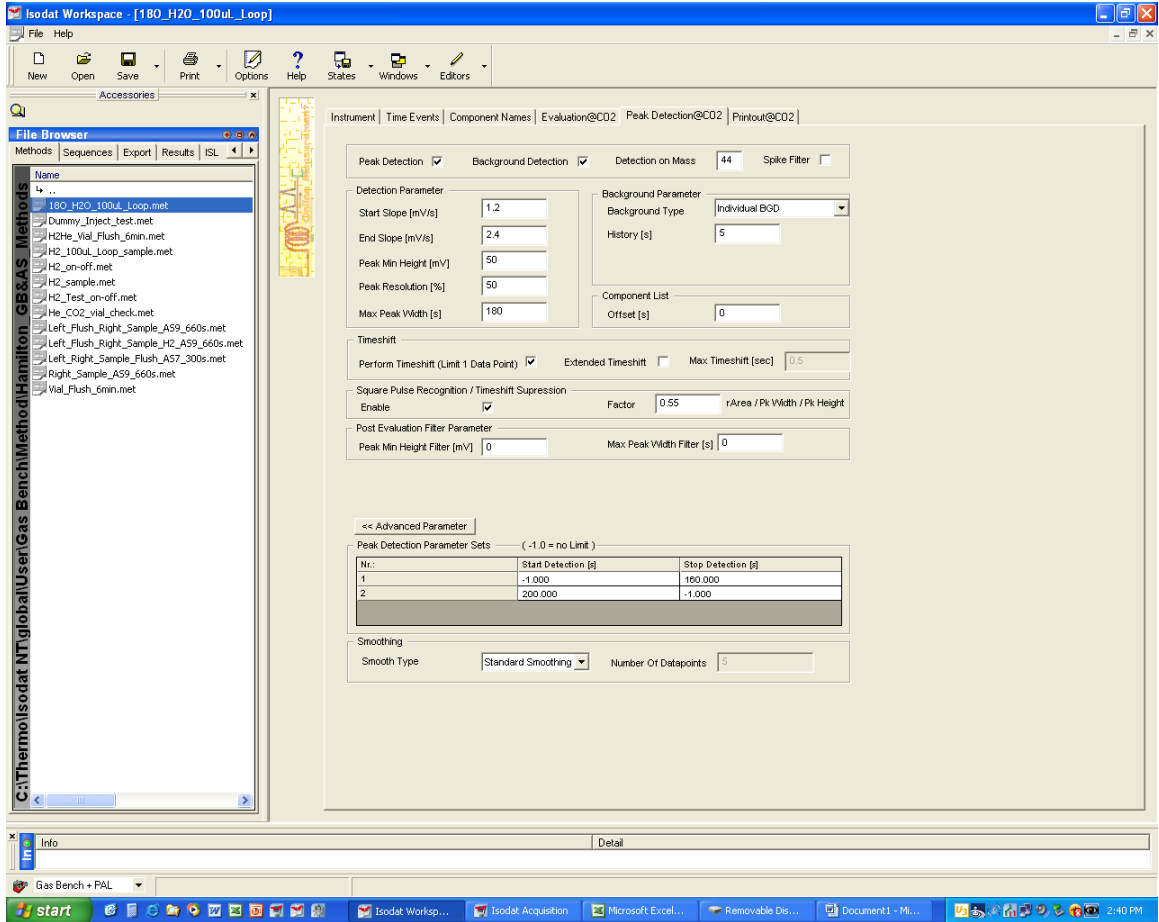 Isodat Workspace - [18O_H2O_100uL_Loop]
File Help
New Open Save Print Options Help States Windows Editors
Accessories
File Browser
Methods Sequences Export Results ISL
Name
..
18O_H2O_100uL_Loop.met
Dummy_Inject_test.met
H2He_Vial_Flush_6min.met
H2_100uL_Loop_sample.met
H2_on-off.met
H2_sample.met
H2_Test_on-off.met
He_CO2_vial_check.met
Left_Flush_Right_Sample_AS9_660s.met
Left_Flush_Right_Sample_H2_AS9_660s.met
Left_Right_Sample_Flush_AS7_300s.met
Right_Sample_AS9_660s.met
Vial_Flush_6min.met
C:\Thermo\Isodat NT\global\User\Gas Bench\Method\Hamilton_GB&AS_Methods
Instrument Time Events Component Names Evaluation@CO2 Peak Detection@CO2 Printout@CO2
Peak Detection Background Detection Detection on Mass 44 Spike Filter
Detection Parameter
Start Slope [mV/s] 1.2
End Slope [mV/s] 2.4
Peak Min Height [mV] 50
Peak Resolution [%] 50
Max Peak Width [s] 180
Background Parameter
Background Type Individual BGD
History [s] 5
Component List
Offset [s] 0
Timeshift
Perform Timeshift (Limit 1 Data Point) Extended Timeshift Max Timeshift [sec] 0.5
Square Pulse Recognition / Timeshift Supression
Enable Factor 0.55 rArea / Pk Width / Pk Height
Post Evaluation Filter Parameter
Peak Min Height Filter [mV] 0 Max Peak Width Filter [s] 0
<< Advanced Parameter
Peak Detection Parameter Sets ( -1.0 = no Limit )
Nr.: Start Detection [s] Stop Detection [s]
1 -1.000 160.000
2 200.000 -1.000
Smoothing
Smooth Type Standard Smoothing Number Of Datapoints 5
In
Info Detail
Gas Bench + PAL
start Isodat Worksp... Isodat Acquisition Microsoft Excel... Removable Dis... Document1 - Mi... 2:40 PM